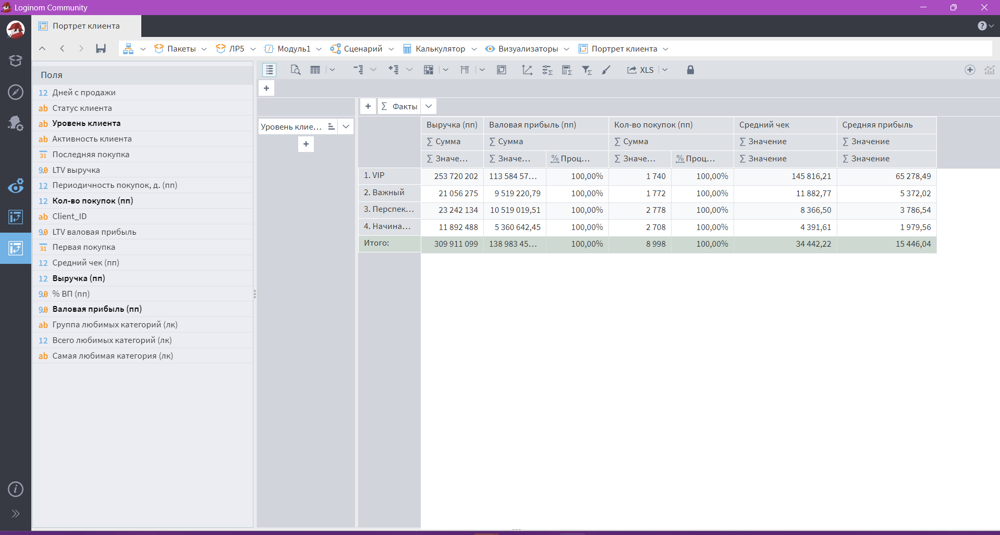 Loginom Community
Портрет клиента
Пакеты ЛР5 Модуль1 Сценарий Калькулятор Визуализаторы Портрет клиента
Поля
12 Дней с продажи
ab Статус клиента
ab Уровень клиента
ab Активность клиента
31 Последняя покупка
9.0 LTV выручка
12 Периодичность покупок, д. (пп)
12 Кол-во покупок (пп)
ab Client_ID
9.0 LTV валовая прибыль
31 Первая покупка
12 Средний чек (пп)
12 Выручка (пп)
9.0 % ВП (пп)
9.0 Валовая прибыль (пп)
ab Группа любимых категорий (лк)
12 Всего любимых категорий (лк)
ab Самая любимая категория (лк)
XLS
+
+ ∑ Факты
Уровень клие...
+
Выручка (пп) Валовая прибыль (пп) Кол-во покупок (пп) Средний чек Средняя прибыль
∑ Сумма ∑ Сумма ∑ Сумма ∑ Значение ∑ Значение
∑ Значе... ∑ Значе... % Проц... ∑ Значе... % Проц... ∑ Значение ∑ Значение
1. VIP 253 720 202 113 584 57... 100,00% 1 740 100,00% 145 816,21 65 278,49
2. Важный 21 056 275 9 519 220,79 100,00% 1 772 100,00% 11 882,77 5 372,02
3. Перспек... 23 242 134 10 519 019,51 100,00% 2 778 100,00% 8 366,50 3 786,54
4. Начина... 11 892 488 5 360 642,45 100,00% 2 708 100,00% 4 391,61 1 979,56
Итого: 309 911 099 138 983 45... 100,00% 8 998 100,00% 34 442,22 15 446,04